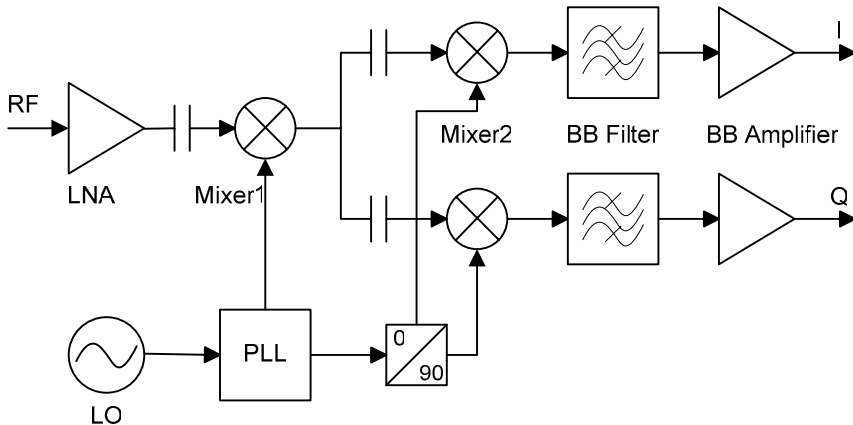 I
RF
Mixer2
BB Filter
BB Amplifier
LNA
Mixer1
Q
0
PLL
90
LO